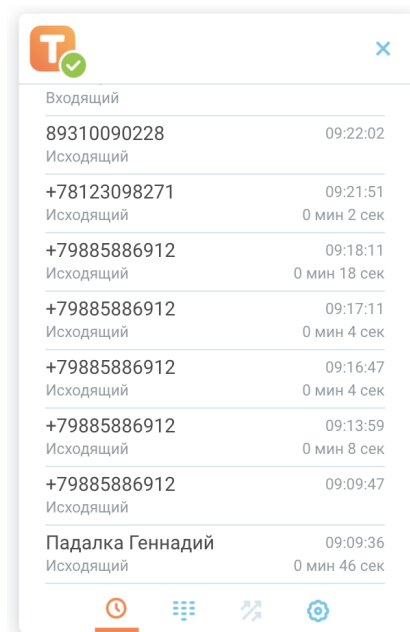 T
Входящий
89310090228 09:22:02
Исходящий
+78123098271 09:21:51
Исходящий 0 мин 2 сек
+79885886912 09:18:11
Исходящий 0 мин 18 сек
+79885886912 09:17:11
Исходящий 0 мин 4 сек
+79885886912 09:16:47
Исходящий 0 мин 4 сек
+79885886912 09:13:59
Исходящий 0 мин 8 сек
+79885886912 09:09:47
Исходящий
Падалка Геннадий 09:09:36
Исходящий 0 мин 46 сек